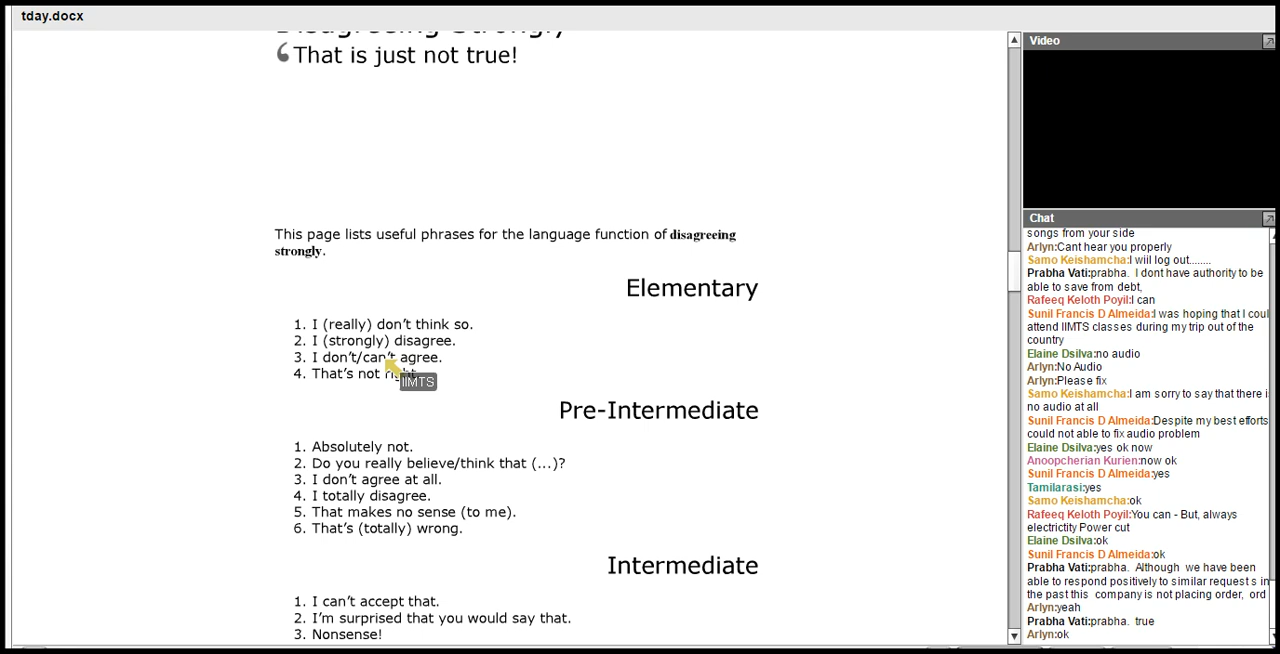 tday.docx
Disagreeing Strongly
That is just not true!
This page lists useful phrases for the language function of disagreeing
strongly.
Elementary
1. I (really) don't think so.
2. I (strongly) disagree.
3. I don't/can't agree.
4. That's not right.
IIMTS
Pre-Intermediate
1. Absolutely not.
2. Do you really believe/think that (...)?
3. I don't agree at all.
4. I totally disagree.
5. That makes no sense (to me).
6. That's (totally) wrong.
Intermediate
1. I can't accept that.
2. I'm surprised that you would say that.
3. Nonsense!
Video
Chat
songs from your side
Arlyn:Cant hear you properly
Samo Keishamcha:I wiil log out........
Prabha Vati:prabha. I dont have authority to be
able to save from debt,
Rafeeq Keloth Poyil:I can
Sunil Francis D Almeida:I was hoping that I coul
attend IIMTS classes during my trip out of the
country
Elaine Dsilva:no audio
Arlyn:No Audio
Arlyn:Please fix
Samo Keishamcha:I am sorry to say that there i
no audio at all
Sunil Francis D Almeida:Despite my best efforts
could not able to fix audio problem
Elaine Dsilva:yes ok now
Anoopcherian Kurien:now ok
Sunil Francis D Almeida:yes
Tamilarasi:yes
Samo Keishamcha:ok
Rafeeq Keloth Poyil:You can - But, always
electrictity Power cut
Elaine Dsilva:ok
Sunil Francis D Almeida:ok
Prabha Vati:prabha. Although we have been
able to respond positively to similar request s in
the past this company is not placing order, ord
Arlyn:yeah
Prabha Vati:prabha. true
Arlyn:ok